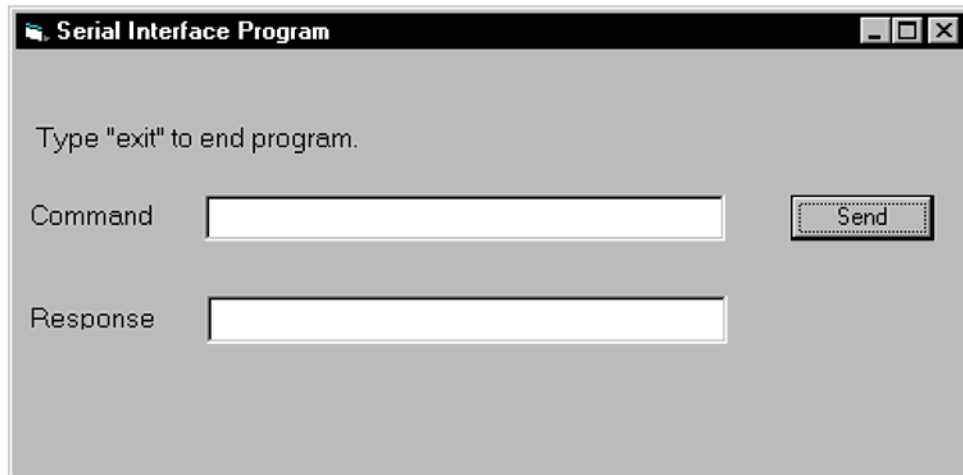 Serial Interface Program
Type "exit" to end program.
Command
Send
Response